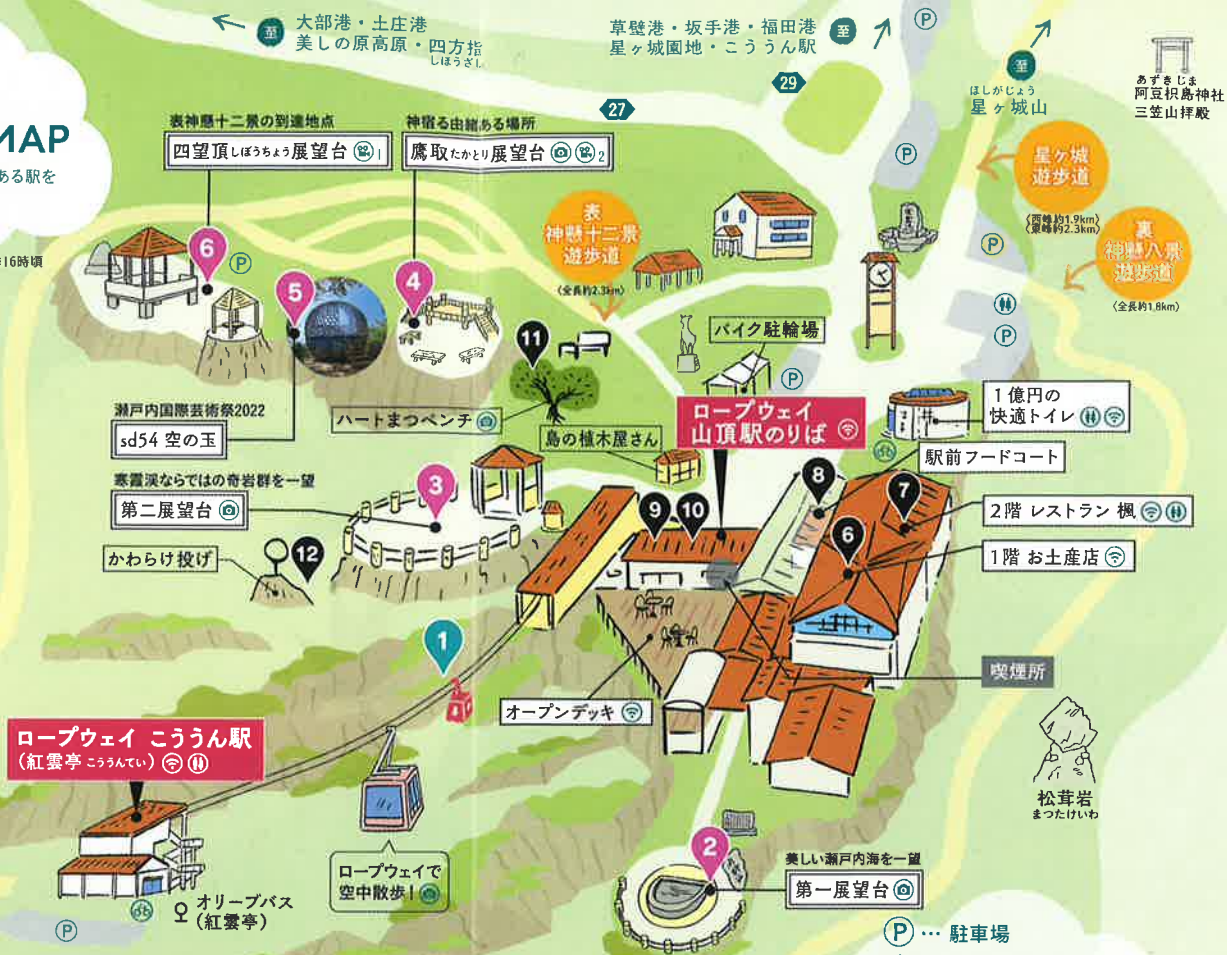 至 大部港・土庄港
美しの原高原・四方指
しほうざし
草壁港・坂手港・福田港 至
星ヶ城園地・こううん駅
P
至
ほしがじょう
星ヶ城山
あずきじま
阿豆枳島神社
三笠山拝殿
27
29
MAP
ある駅を
16時頃
表神懸十二景の到達地点
四望頂しほうちょう展望台 1
神宿る由緒ある場所
鷹取たかとり展望台 2
P
星ヶ城
遊歩道
〈西峰約1.9km〉
〈東峰約2.3km〉
表
神懸十二景
遊歩道
〈全長約2.3km〉
裏
神懸八景
遊歩道
〈全長約1.8km〉
P
P
6
P
5
4
11
バイク駐輪場
P
瀬戸内国際芸術祭2022
sd54 空の玉
ハートまつベンチ
島の植木屋さん
ロープウェイ
山頂駅のりば
1億円の
快適トイレ
駅前フードコート
寒霞渓ならではの奇岩群を一望
第二展望台
3
8
7
9
10
6
2階 レストラン 楓
1階 お土産店
かわらけ投げ
12
1
喫煙所
オープンデッキ
ロープウェイ こううん駅
(紅雲亭こううんてい)
松茸岩
まつたけいわ
ロープウェイで
空中散歩!
2
美しい瀬戸内海を一望
第一展望台
オリーブバス
(紅雲亭)
P
P … 駐車場